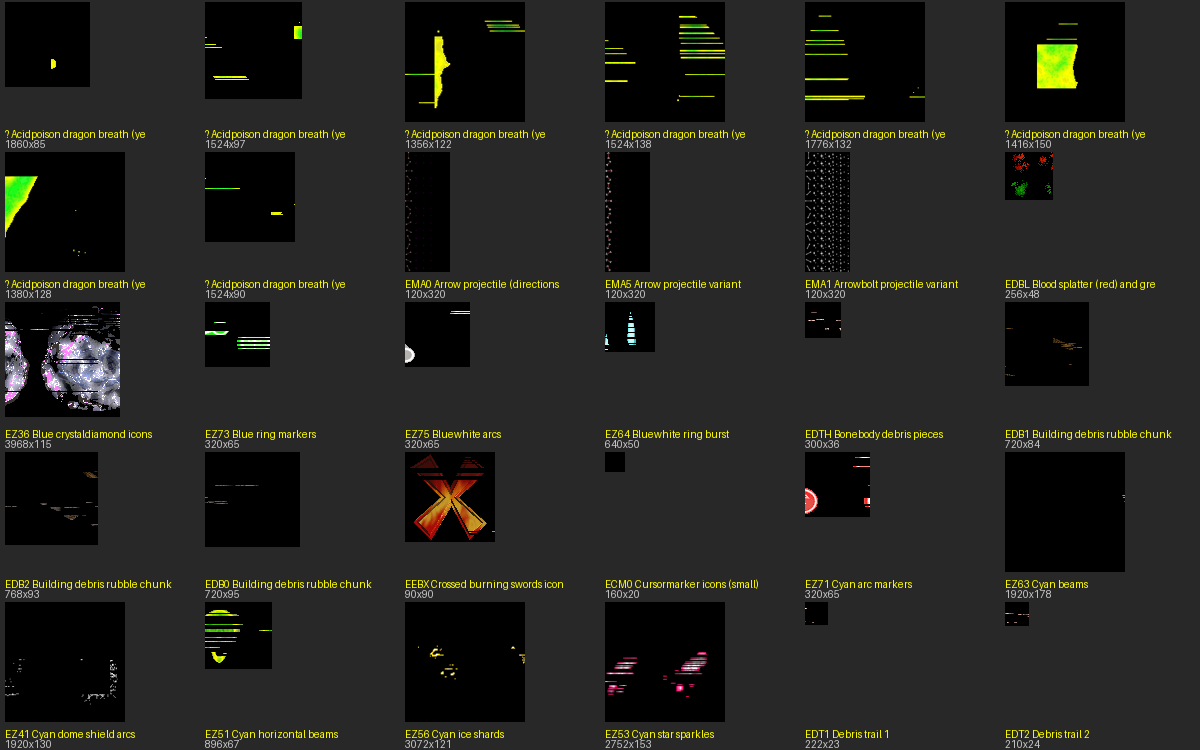 ? Acidpoison dragon breath (ye
1860x85
? Acidpoison dragon breath (ye
1524x97
? Acidpoison dragon breath (ye
1356x122
? Acidpoison dragon breath (ye
1524x138
? Acidpoison dragon breath (ye
1776x132
? Acidpoison dragon breath (ye
1416x150
? Acidpoison dragon breath (ye
1380x128
? Acidpoison dragon breath (ye
1524x90
EMA0 Arrow projectile (directions
120x320
EMA5 Arrow projectile variant
120x320
EMA1 Arrowbolt projectile variant
120x320
EDBL Blood splatter (red) and gre
256x48
EZ36 Blue crystaldiamond icons
3968x115
EZ73 Blue ring markers
320x65
EZ75 Bluewhite arcs
320x65
EZ64 Bluewhite ring burst
640x50
EDTH Bonebody debris pieces
300x36
EDB1 Building debris rubble chunk
720x84
EDB2 Building debris rubble chunk
768x93
EDB0 Building debris rubble chunk
720x95
EEBX Crossed burning swords icon
90x90
ECM0 Cursormarker icons (small)
160x20
EZ71 Cyan arc markers
320x65
EZ63 Cyan beams
1920x178
EZ41 Cyan dome shield arcs
1920x130
EZ51 Cyan horizontal beams
896x67
EZ56 Cyan ice shards
3072x121
EZ53 Cyan star sparkles
2752x153
EDT1 Debris trail 1
222x23
EDT2 Debris trail 2
210x24